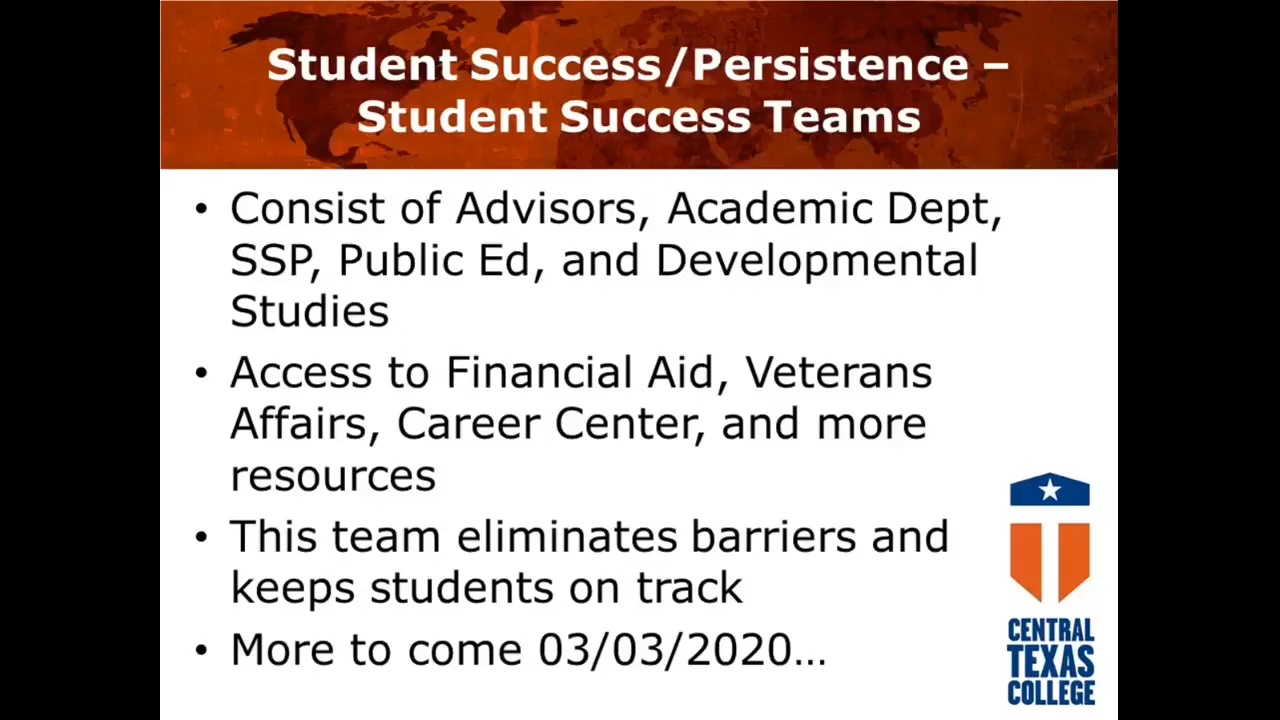 Student Success/Persistence –
Student Success Teams
• Consist of Advisors, Academic Dept,
SSP, Public Ed, and Developmental
Studies
• Access to Financial Aid, Veterans
Affairs, Career Center, and more
resources
• This team eliminates barriers and
keeps students on track
• More to come 03/03/2020…
CENTRAL
TEXAS
COLLEGE